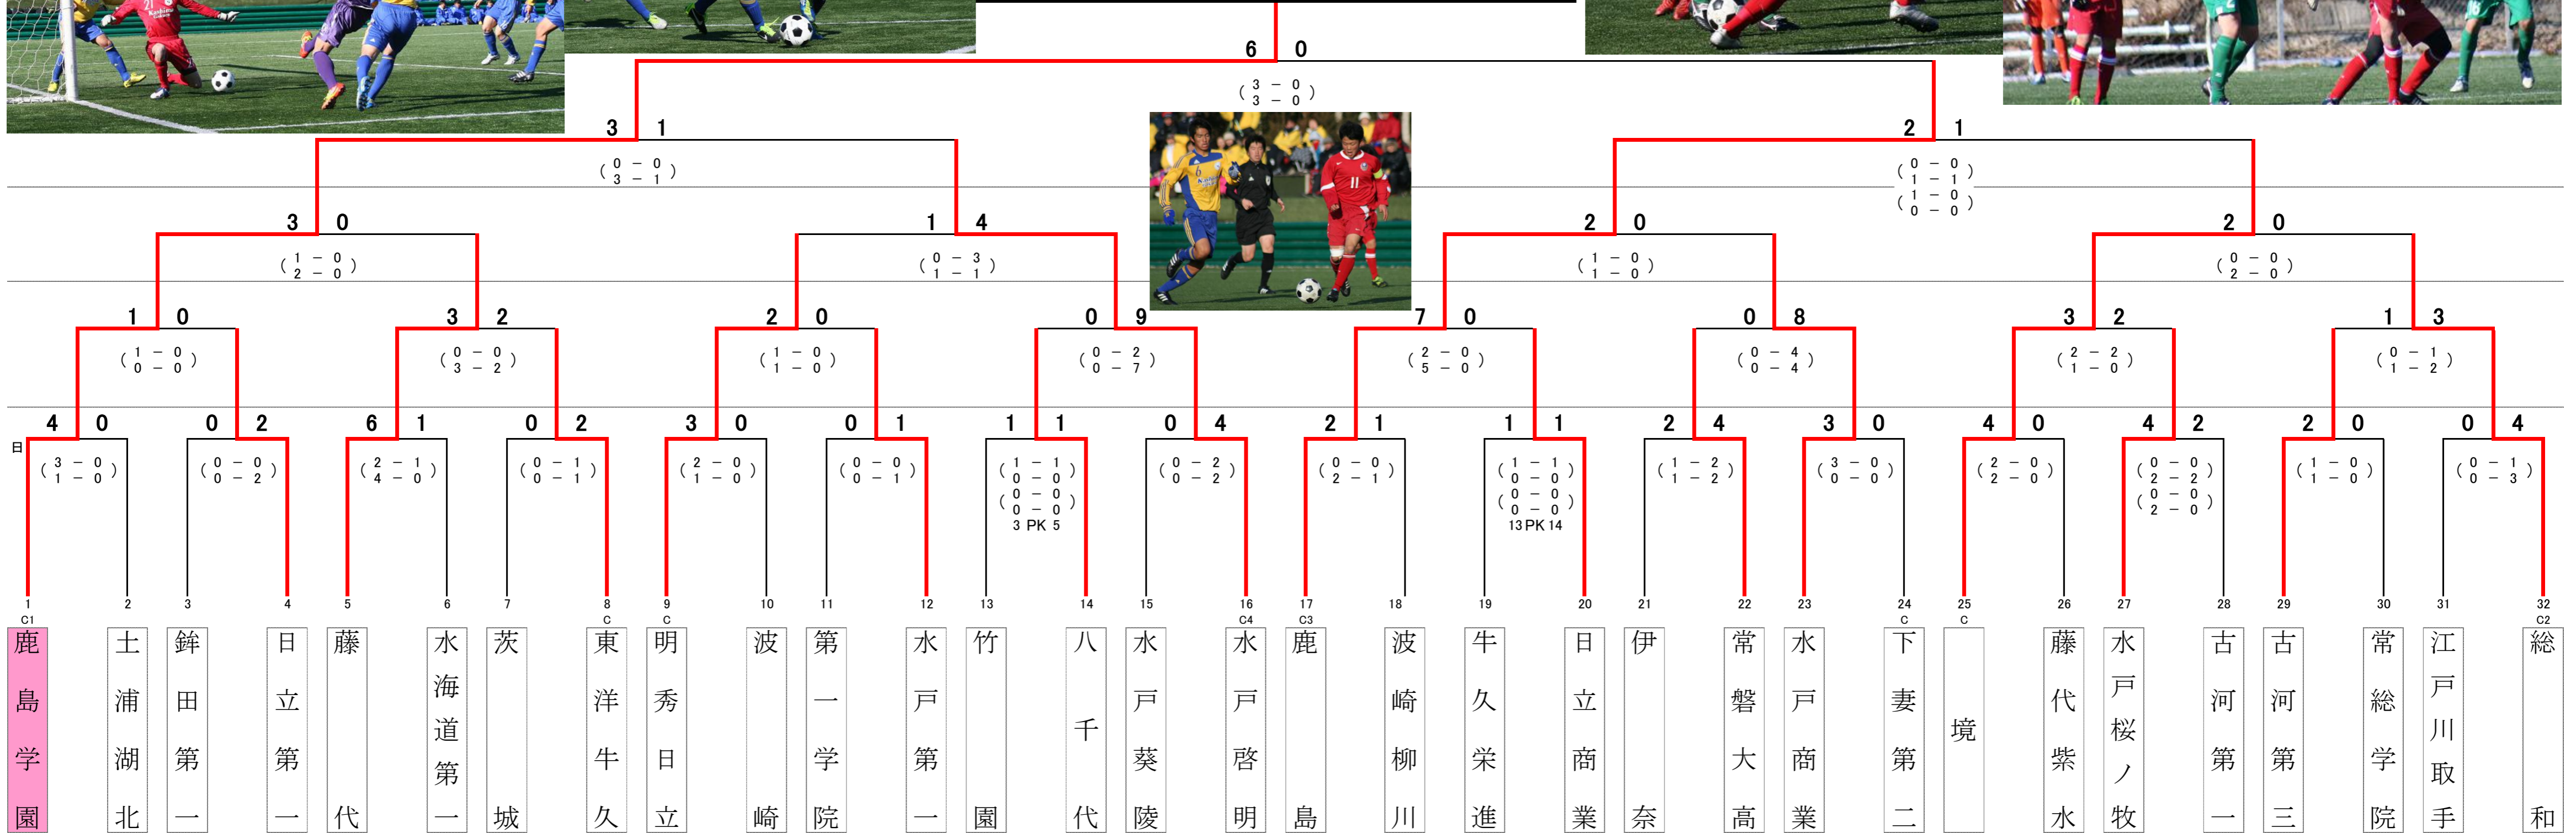 6 0
( 3 － 0 )
( 3 － 0 )
3 1
2 1
( 0 － 0 )
( 3 － 1 )
( 0 － 0 )
( 1 － 1 )
( 1 － 0 )
( 0 － 0 )
3 0
1 4
2 0
2 0
( 1 － 0 )
( 2 － 0 )
( 0 － 3 )
( 1 － 1 )
( 1 － 0 )
( 1 － 0 )
( 0 － 0 )
( 2 － 0 )
1 0
3 2
2 0
0 9
7 0
0 8
3 2
1 3
( 1 － 0 )
( 0 － 0 )
( 0 － 0 )
( 3 － 2 )
( 1 － 0 )
( 1 － 0 )
( 0 － 2 )
( 0 － 7 )
( 2 － 0 )
( 5 － 0 )
( 0 － 4 )
( 0 － 4 )
( 2 － 2 )
( 1 － 0 )
( 0 － 1 )
( 1 － 2 )
日
4 0
0 2
6 1
0 2
3 0
0 1
1 1
0 4
2 1
1 1
2 4
3 0
4 0
4 2
2 0
0 4
( 3 － 0 )
( 1 － 0 )
( 0 － 0 )
( 0 － 2 )
( 2 － 1 )
( 4 － 0 )
( 0 － 1 )
( 0 － 1 )
( 2 － 0 )
( 1 － 0 )
( 0 － 0 )
( 0 － 1 )
( 1 － 1 )
( 0 － 0 )
( 0 － 0 )
( 0 － 0 )
3 PK 5
( 0 － 2 )
( 0 － 2 )
( 0 － 0 )
( 2 － 1 )
( 1 － 1 )
( 0 － 0 )
( 0 － 0 )
( 0 － 0 )
13 PK 14
( 1 － 2 )
( 1 － 2 )
( 3 － 0 )
( 0 － 0 )
( 2 － 0 )
( 2 － 0 )
( 0 － 0 )
( 2 － 2 )
( 0 － 0 )
( 2 － 0 )
( 1 － 0 )
( 1 － 0 )
( 0 － 1 )
( 0 － 3 )
1 C1 鹿島学園
2 土浦湖北
3 鉾田第一
4 日立第一
5 藤代
6 水海道第一
7 茨城
8 C 東洋牛久
9 C 明秀日立
10 波崎
11 第一学院
12 水戸第一
13 竹園
14 八千代
15 水戸葵陵
16 C4 水戸啓明
17 C3 鹿島
18 波崎柳川
19 牛久栄進
20 日立商業
21 伊奈
22 常磐大高
23 水戸商業
24 C 下妻第二
25 C 境
26 藤代紫水
27 水戸桜ノ牧
28 古河第一
29 古河第三
30 常総学院
31 江戸川取手
32 C2 総和